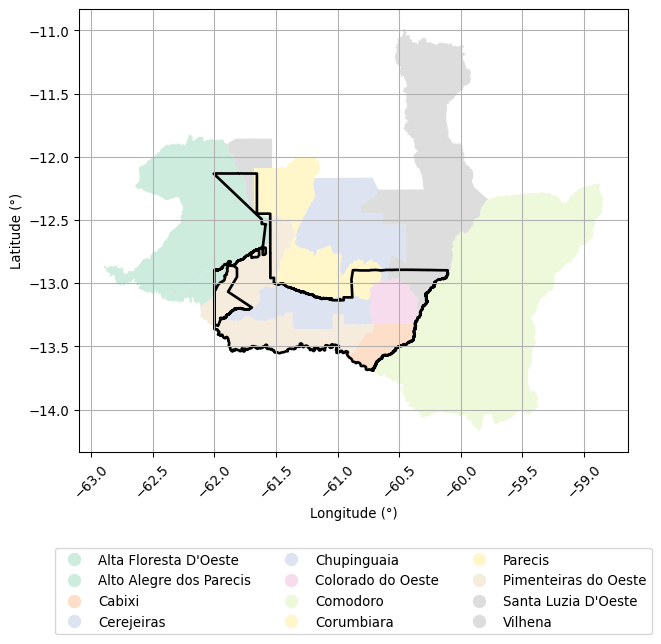 −11.0
−11.5
−12.0
−12.5
−13.0
−13.5
−14.0
Latitude (°)
−63.0
−62.5
−62.0
−61.5
−61.0
−60.5
−60.0
−59.5
−59.0
Longitude (°)
Alta Floresta D'Oeste
Alto Alegre dos Parecis
Cabixi
Cerejeiras
Chupinguaia
Colorado do Oeste
Comodoro
Corumbiara
Parecis
Pimenteiras do Oeste
Santa Luzia D'Oeste
Vilhena